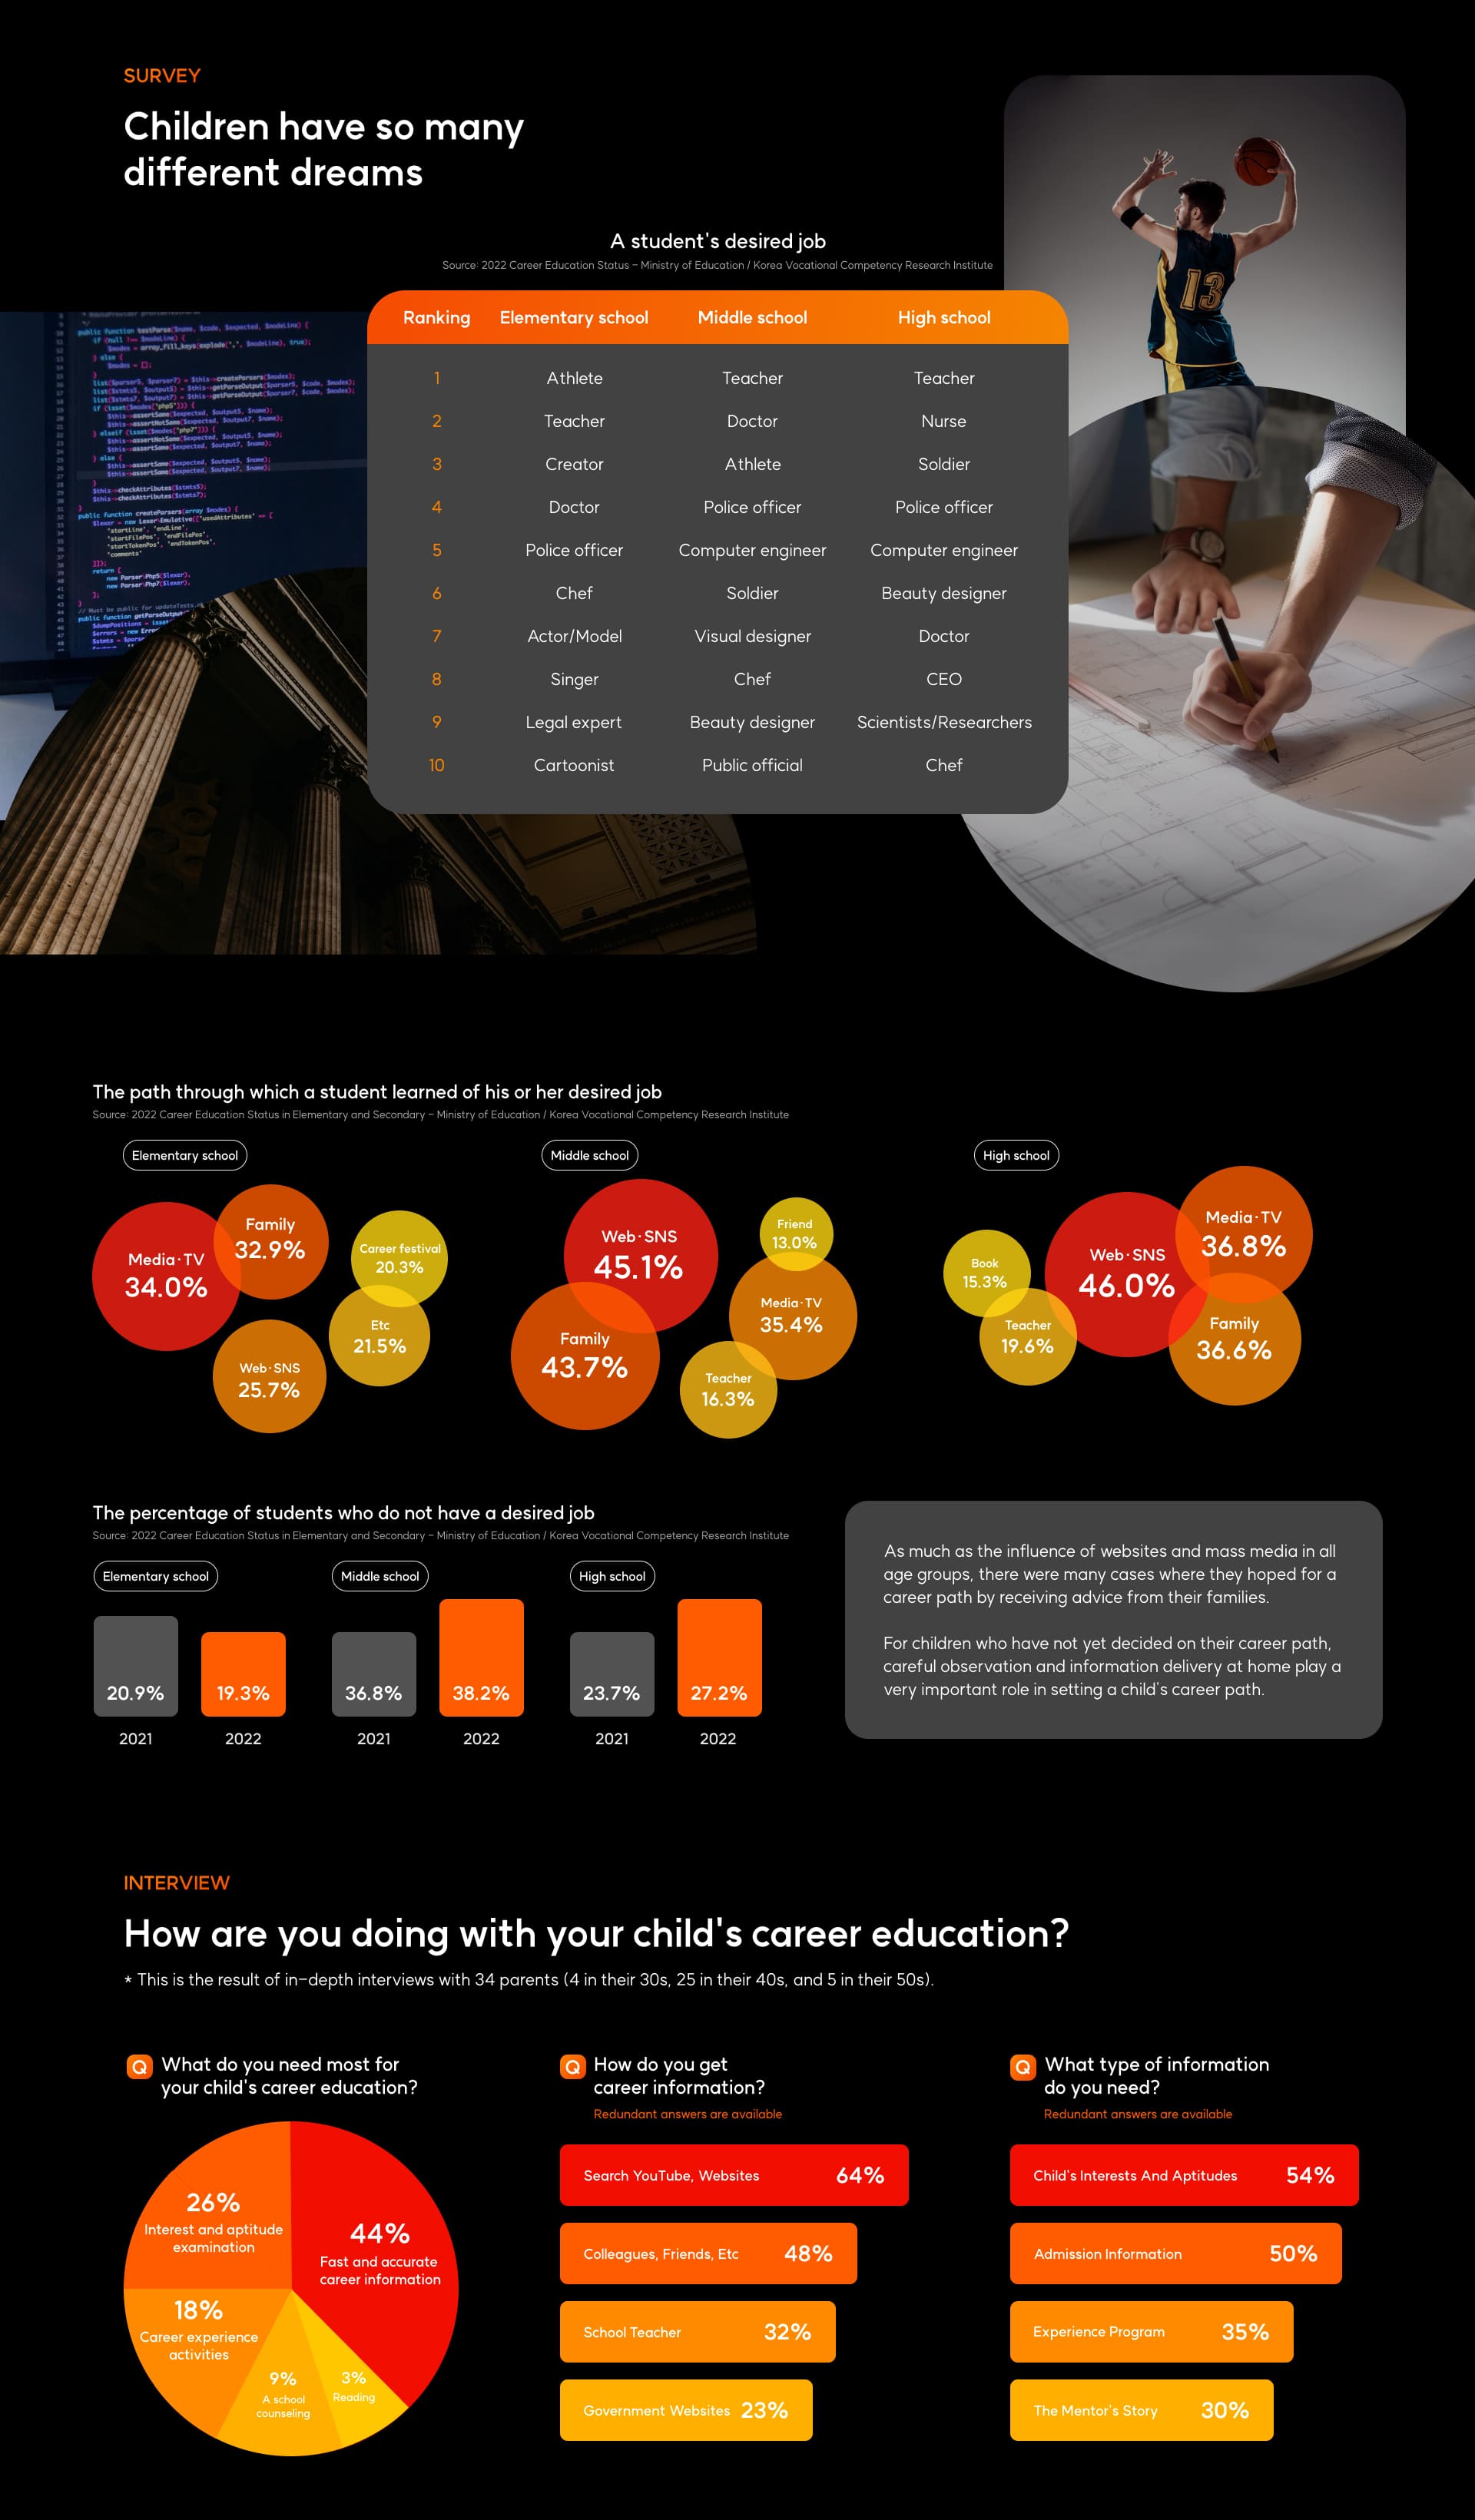 SURVEY
Children have so many
different dreams
A student's desired job
Source: 2022 Career Education Status – Ministry of Education / Korea Vocational Competency Research Institute
Ranking Elementary school Middle school High school
1 Athlete Teacher Teacher
2 Teacher Doctor Nurse
3 Creator Athlete Soldier
4 Doctor Police officer Police officer
5 Police officer Computer engineer Computer engineer
6 Chef Soldier Beauty designer
7 Actor/Model Visual designer Doctor
8 Singer Chef CEO
9 Legal expert Beauty designer Scientists/Researchers
10 Cartoonist Public official Chef
13
The path through which a student learned of his or her desired job
Source: 2022 Career Education Status in Elementary and Secondary – Ministry of Education / Korea Vocational Competency Research Institute
Elementary school
Media·TV
34.0%
Family
32.9%
Career festival
20.3%
Etc
21.5%
Web·SNS
25.7%
Middle school
Web·SNS
45.1%
Friend
13.0%
Media·TV
35.4%
Family
43.7%
Teacher
16.3%
High school
Media·TV
36.8%
Web·SNS
46.0%
Book
15.3%
Teacher
19.6%
Family
36.6%
The percentage of students who do not have a desired job
Source: 2022 Career Education Status in Elementary and Secondary – Ministry of Education / Korea Vocational Competency Research Institute
Elementary school Middle school High school
20.9% 19.3% 36.8% 38.2% 23.7% 27.2%
2021 2022 2021 2022 2021 2022
As much as the influence of websites and mass media in all
age groups, there were many cases where they hoped for a
career path by receiving advice from their families.
For children who have not yet decided on their career path,
careful observation and information delivery at home play a
very important role in setting a child's career path.
INTERVIEW
How are you doing with your child's career education?
* This is the result of in-depth interviews with 34 parents (4 in their 30s, 25 in their 40s, and 5 in their 50s).
Q What do you need most for
your child's career education?
26%
Interest and aptitude
examination
44%
Fast and accurate
career information
18%
Career experience
activities
9%
A school
counseling
3%
Reading
Q How do you get
career information?
Redundant answers are available
Search YouTube, Websites 64%
Colleagues, Friends, Etc 48%
School Teacher 32%
Government Websites 23%
Q What type of information
do you need?
Redundant answers are available
Child's Interests And Aptitudes 54%
Admission Information 50%
Experience Program 35%
The Mentor's Story 30%